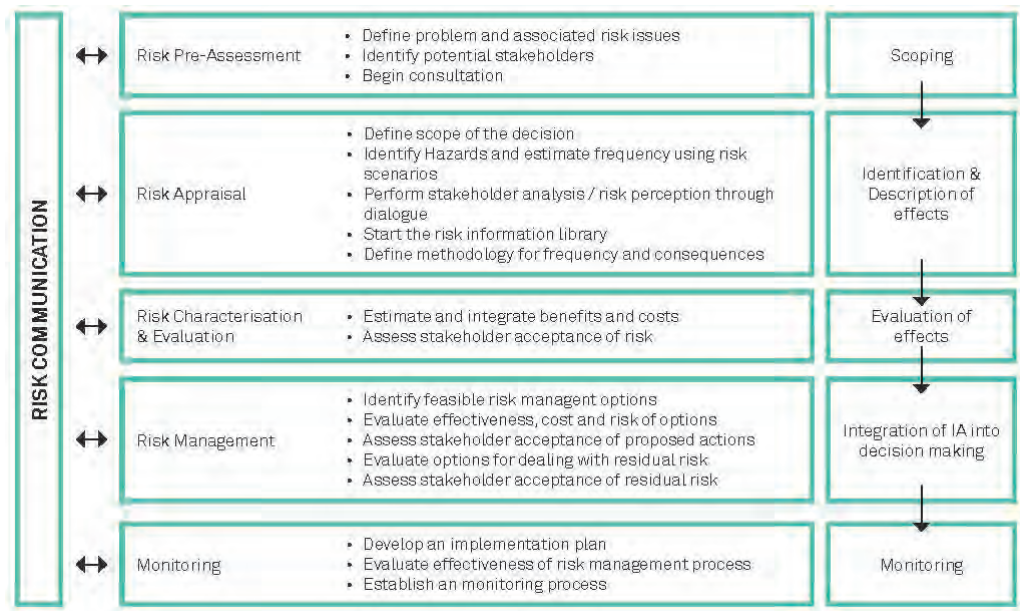 RISK COMMUNICATION
Risk Pre-Assessment
• Define problem and associated risk issues
• Identify potential stakeholders
• Begin consultation
Scoping
Risk Appraisal
• Define scope of the decision
• Identify Hazards and estimate frequency using risk
scenarios
• Perform stakeholder analysis / risk perception through
dialogue
• Start the risk information library
• Define methodology for frequency and consequences
Identification &
Description of
effects
Risk Characterisation
& Evaluation
• Estimate and integrate benefits and costs
• Assess stakeholder acceptance of risk
Evaluation of
effects
Risk Management
• Identify feasible risk managent options
• Evaluate effectiveness, cost and risk of options
• Assess stakeholder acceptance of proposed actions
• Evaluate options for dealing with residual risk
• Assess stakeholder acceptance of residual risk
Integration of IA into
decision making
Monitoring
• Develop an implementation plan
• Evaluate effectiveness of risk management process
• Establish an monitoring process
Monitoring